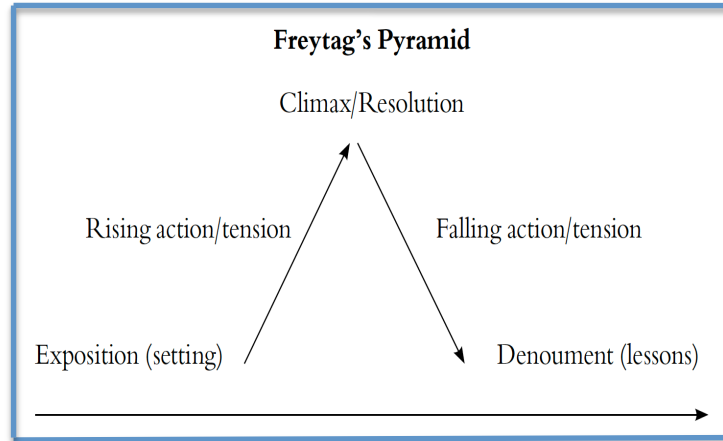 Freytag's Pyramid
Climax/Resolution
Rising action/tension
Falling action/tension
Exposition (setting)
Denoument (lessons)